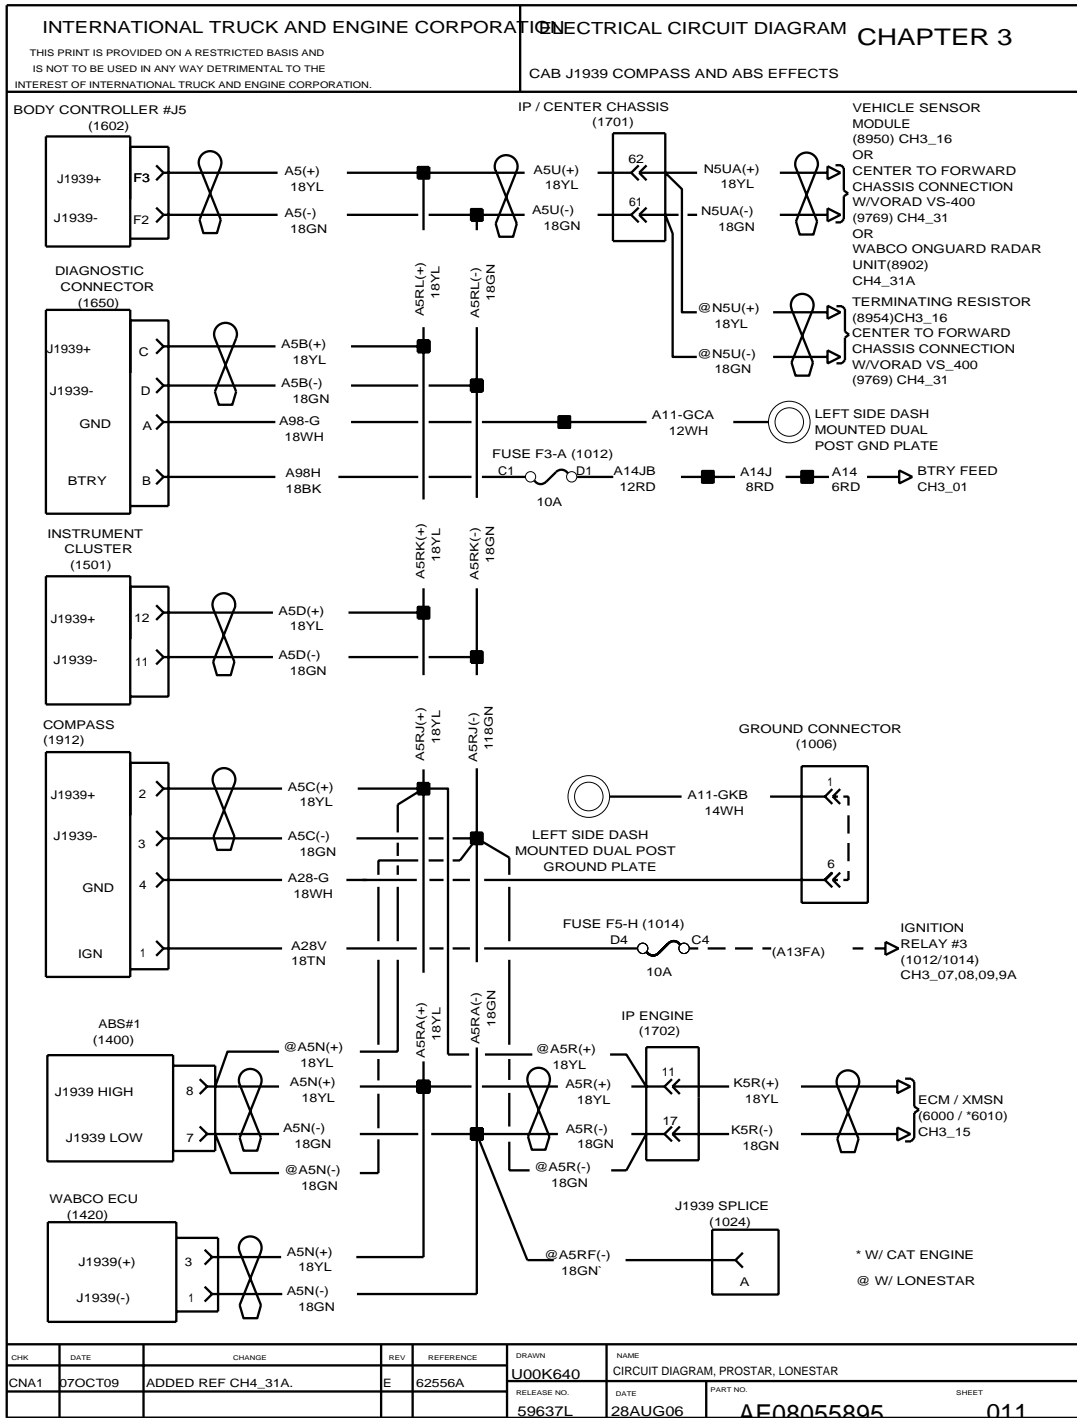 INTERNATIONAL TRUCK AND ENGINE CORPORATION
THIS PRINT IS PROVIDED ON A RESTRICTED BASIS AND
IS NOT TO BE USED IN ANY WAY DETRIMENTAL TO THE
INTEREST OF INTERNATIONAL TRUCK AND ENGINE CORPORATION.
ELECTRICAL CIRCUIT DIAGRAM
CHAPTER 3
CAB J1939 COMPASS AND ABS EFFECTS
BODY CONTROLLER #J5
(1602)
J1939+
F3
A5(+)
18YL
J1939-
F2
A5(-)
18GN
IP / CENTER CHASSIS
(1701)
A5U(+)
18YL
62
N5UA(+)
18YL
A5U(-)
18GN
61
N5UA(-)
18GN
VEHICLE SENSOR
MODULE
(8950) CH3_16
OR
CENTER TO FORWARD
CHASSIS CONNECTION
W/VORAD VS-400
(9769) CH4_31
OR
WABCO ONGUARD RADAR
UNIT(8902)
CH4_31A
@N5U(+)
18YL
@N5U(-)
18GN
TERMINATING RESISTOR
(8954)CH3_16
CENTER TO FORWARD
CHASSIS CONNECTION
W/VORAD VS_400
(9769) CH4_31
A5RL(+)
18YL
A5RL(-)
18GN
DIAGNOSTIC
CONNECTOR
(1650)
J1939+
C
A5B(+)
18YL
J1939-
D
A5B(-)
18GN
GND
A
A98-G
18WH
A11-GCA
12WH
LEFT SIDE DASH
MOUNTED DUAL
POST GND PLATE
BTRY
B
A98H
18BK
FUSE F3-A (1012)
C1
D1
10A
A14JB
12RD
A14J
8RD
A14
6RD
BTRY FEED
CH3_01
A5RK(+)
18YL
A5RK(-)
18GN
INSTRUMENT
CLUSTER
(1501)
J1939+
12
A5D(+)
18YL
J1939-
11
A5D(-)
18GN
A5RJ(+)
18YL
A5RJ(-)
118GN
COMPASS
(1912)
J1939+
2
A5C(+)
18YL
J1939-
3
A5C(-)
18GN
GND
4
A28-G
18WH
IGN
1
A28V
18TN
GROUND CONNECTOR
(1006)
1
A11-GKB
14WH
6
LEFT SIDE DASH
MOUNTED DUAL POST
GROUND PLATE
FUSE F5-H (1014)
D4
C4
10A
(A13FA)
IGNITION
RELAY #3
(1012/1014)
CH3_07,08,09,9A
A5RA(+)
18YL
A5RA(-)
18GN
ABS#1
(1400)
@A5N(+)
18YL
J1939 HIGH
8
A5N(+)
18YL
J1939 LOW
7
A5N(-)
18GN
@A5N(-)
18GN
IP ENGINE
(1702)
@A5R(+)
18YL
A5R(+)
18YL
11
K5R(+)
18YL
A5R(-)
18GN
17
K5R(-)
18GN
@A5R(-)
18GN
ECM / XMSN
(6000 / *6010)
CH3_15
WABCO ECU
(1420)
J1939(+)
3
A5N(+)
18YL
J1939(-)
1
A5N(-)
18GN
@A5RF(-)
18GN`
J1939 SPLICE
(1024)
A
* W/ CAT ENGINE
@ W/ LONESTAR
CHK
DATE
CHANGE
REV
REFERENCE
CNA1
07OCT09
ADDED REF CH4_31A.
E
62556A
DRAWN
U00K640
NAME
CIRCUIT DIAGRAM, PROSTAR, LONESTAR
RELEASE NO.
59637L
DATE
28AUG06
PART NO.
AE08055895
SHEET
011